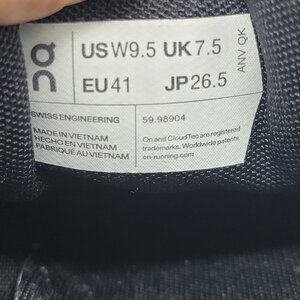 US W9.5 UK 7.5
EU 41 JP 26.5
ANV QK
SWISS ENGINEERING
59.98904
MADE IN VIETNAM
HECHO EN VIETNAM
FABRIQUÉ AU VIETNAM
On and CloudTec are registered
trademarks. Worldwide patents.
on-running.com